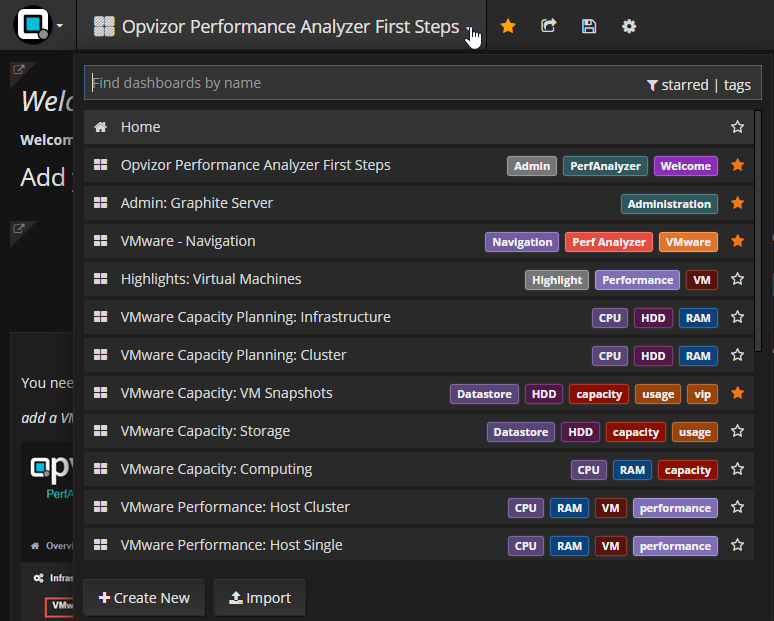 Opvizor Performance Analyzer First Steps
Find dashboards by name starred | tags
Home
Opvizor Performance Analyzer First Steps Admin PerfAnalyzer Welcome
Admin: Graphite Server Administration
VMware - Navigation Navigation Perf Analyzer VMware
Highlights: Virtual Machines Highlight Performance VM
VMware Capacity Planning: Infrastructure CPU HDD RAM
VMware Capacity Planning: Cluster CPU HDD RAM
VMware Capacity: VM Snapshots Datastore HDD capacity usage vip
VMware Capacity: Storage Datastore HDD capacity usage
VMware Capacity: Computing CPU RAM capacity
VMware Performance: Host Cluster CPU RAM VM performance
VMware Performance: Host Single CPU RAM VM performance
Create New Import
Welc
Welcom
Add
You nee
add a VM
opv
PerfA
Overvi
Infras
VMw